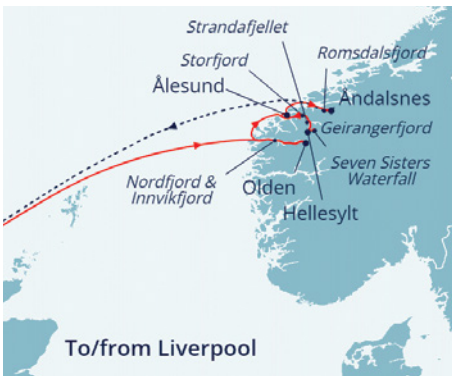 Strandafjellet
Storfjord
Romsdalsfjord
Ålesund
Åndalsnes
Geirangerfjord
Seven Sisters
Waterfall
Nordfjord &
Innvikfjord
Olden
Hellesylt
To/from Liverpool